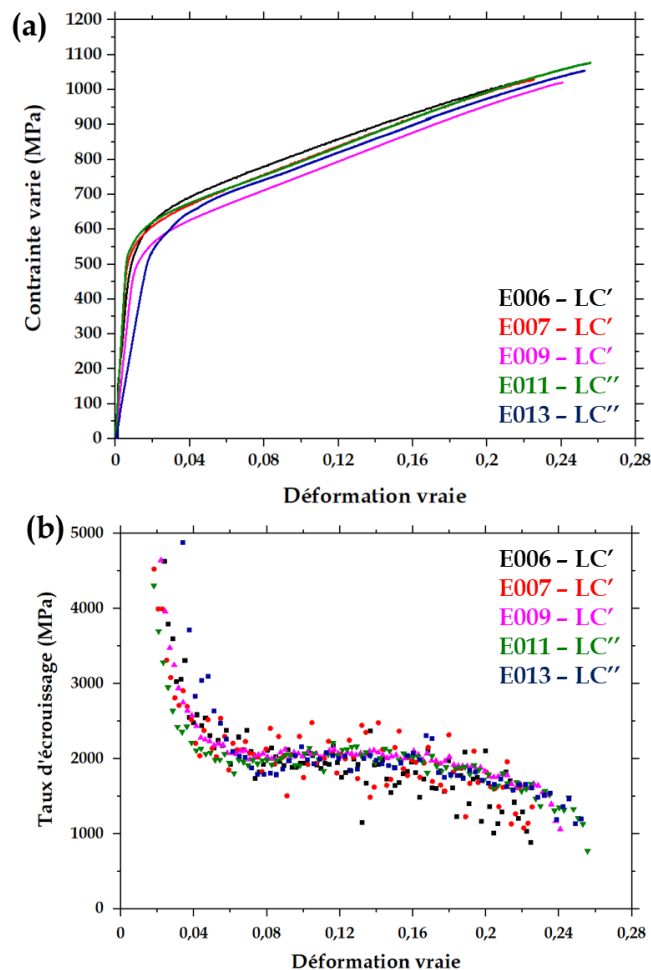 (a)
1200
1100
1000
900
800
700
600
500
400
300
200
100
0
Contrainte varie (MPa)
E006 – LC′
E007 – LC′
E009 – LC′
E011 – LC′′
E013 – LC′′
0 0,04 0,08 0,12 0,16 0,2 0,24 0,28
Déformation vraie
(b)
5000
4000
3000
2000
1000
0
Taux d'écrouissage (MPa)
E006 – LC′
E007 – LC′
E009 – LC′
E011 – LC′′
E013 – LC′′
0 0,04 0,08 0,12 0,16 0,2 0,24 0,28
Déformation vraie